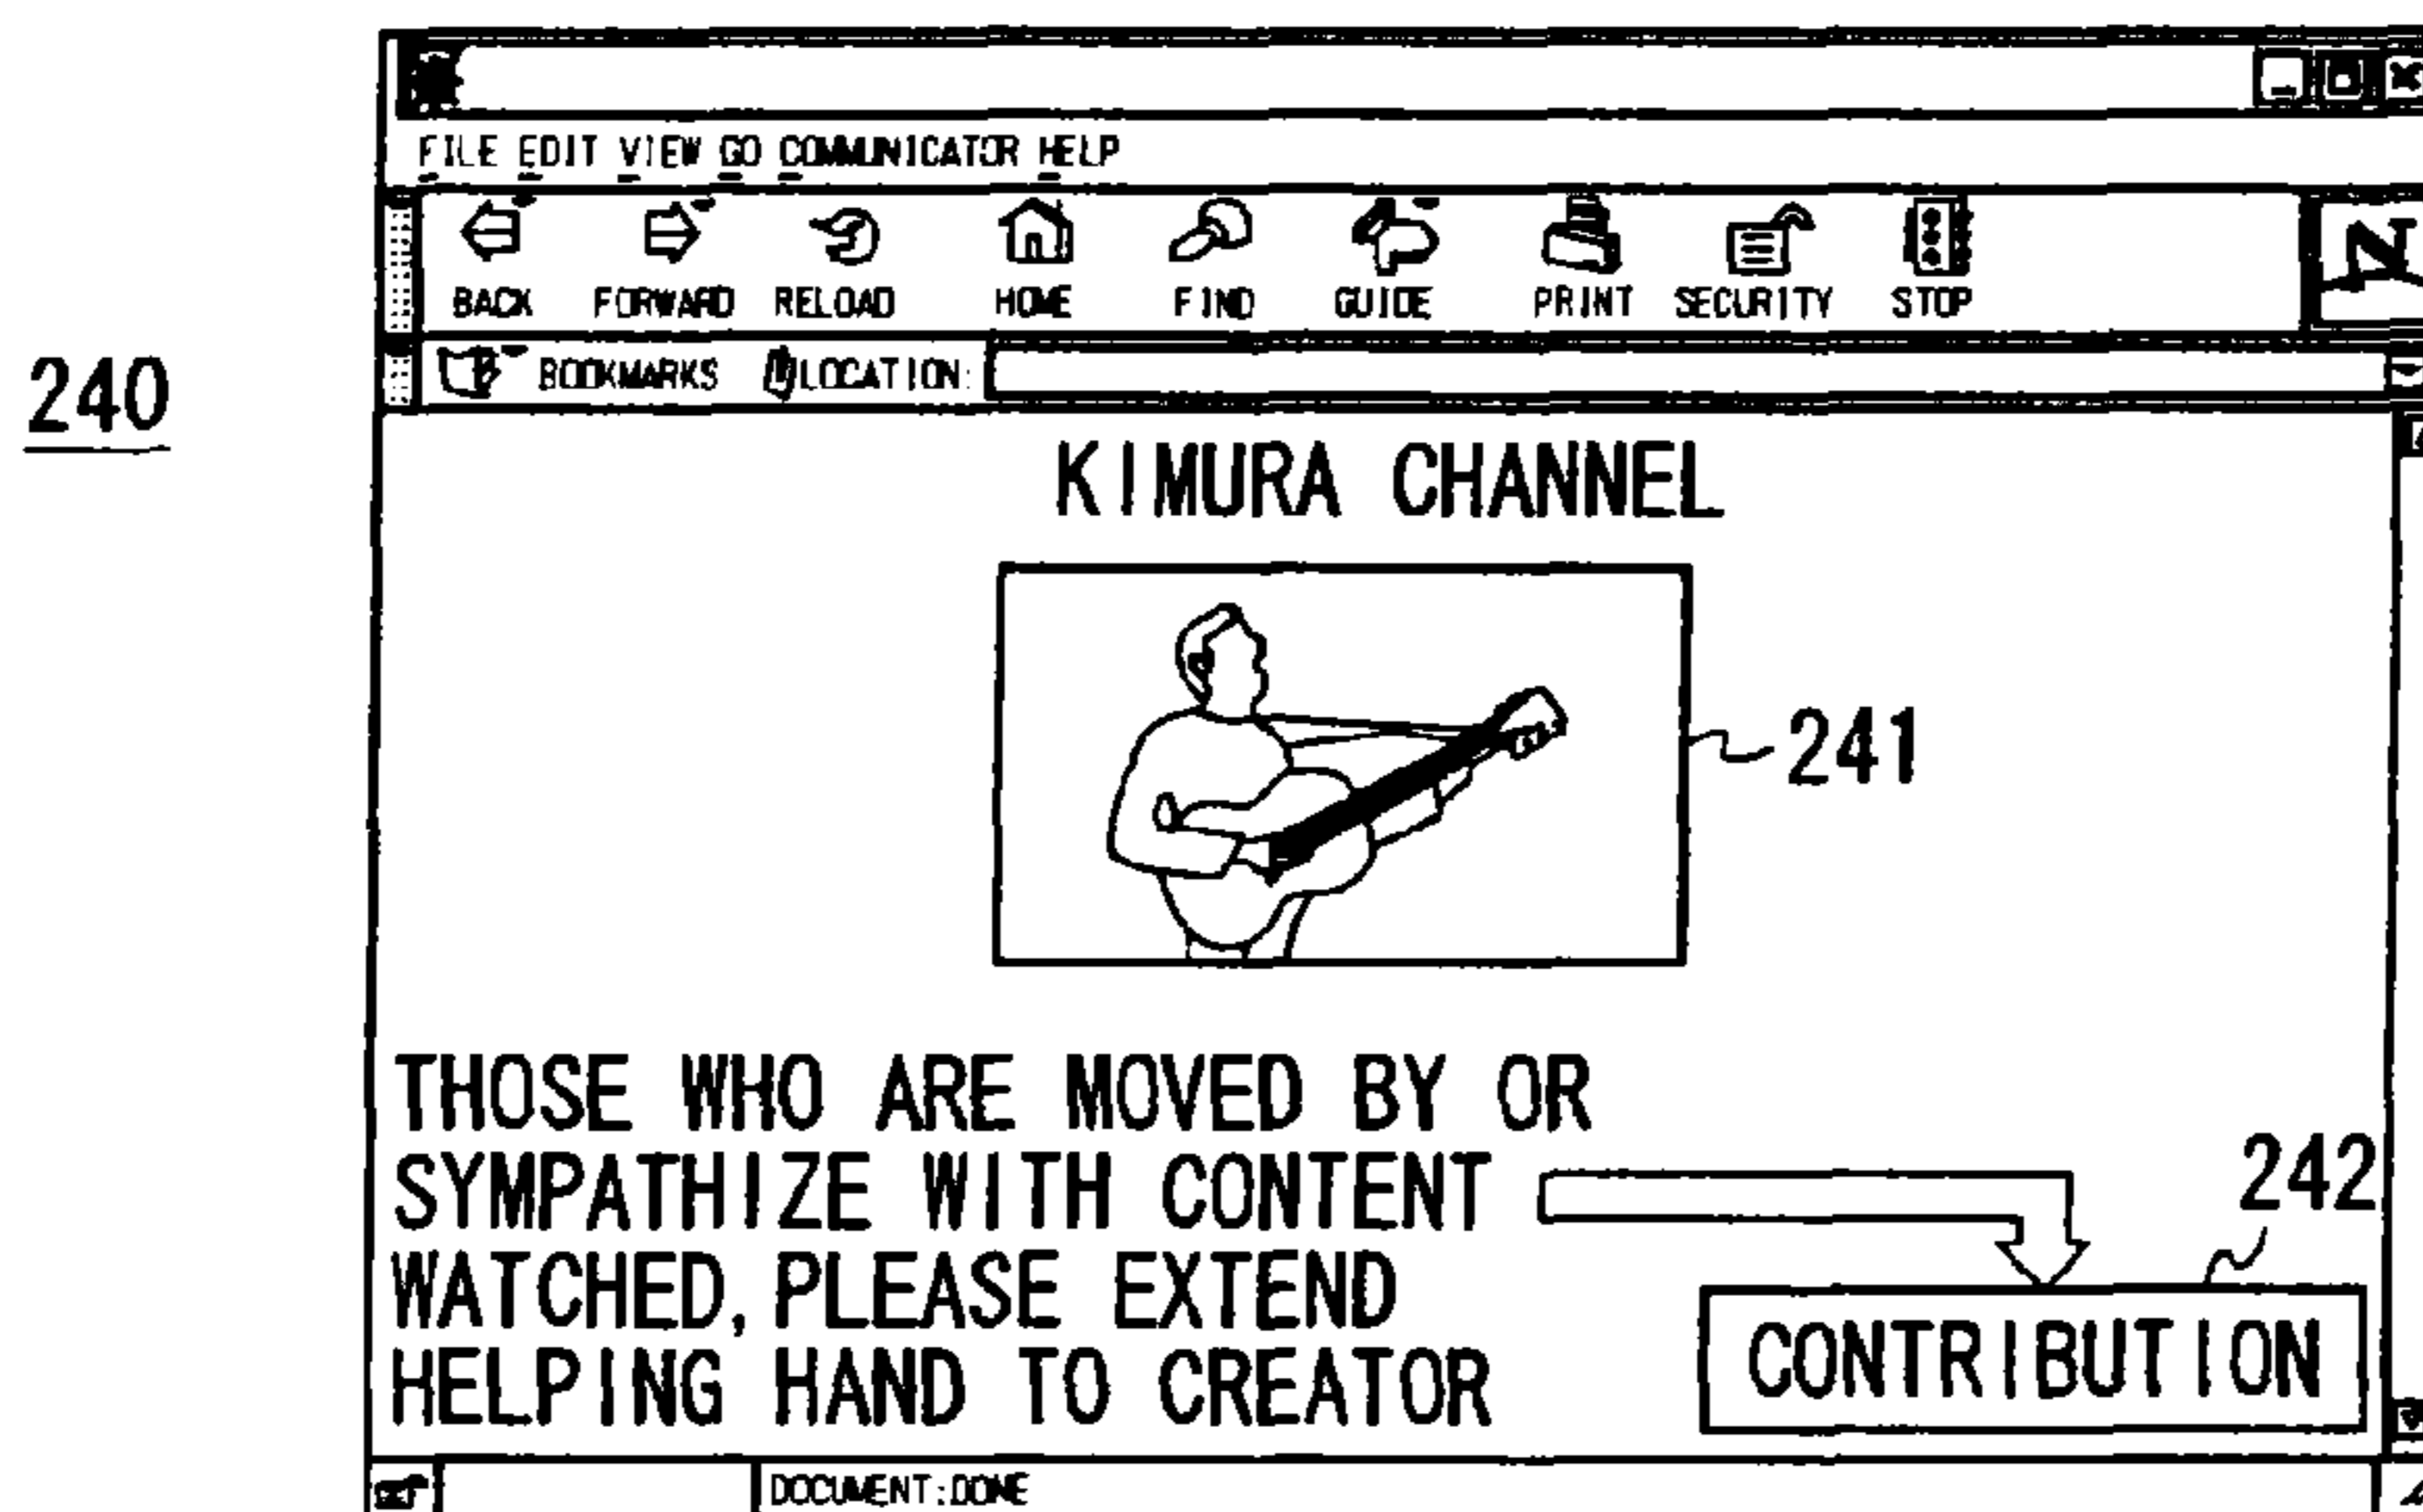 FILE EDIT VIEW GO COMMUNICATOR HELP
N
BACK FORWARD RELOAD HOME FIND GUIDE PRINT SECURITY STOP
BOOKMARKS LOCATION:
240
KIMURA CHANNEL
241
THOSE WHO ARE MOVED BY OR
SYMPATHIZE WITH CONTENT
WATCHED, PLEASE EXTEND
HELPING HAND TO CREATOR
242
CONTRIBUTION
DOCUMENT:DONE